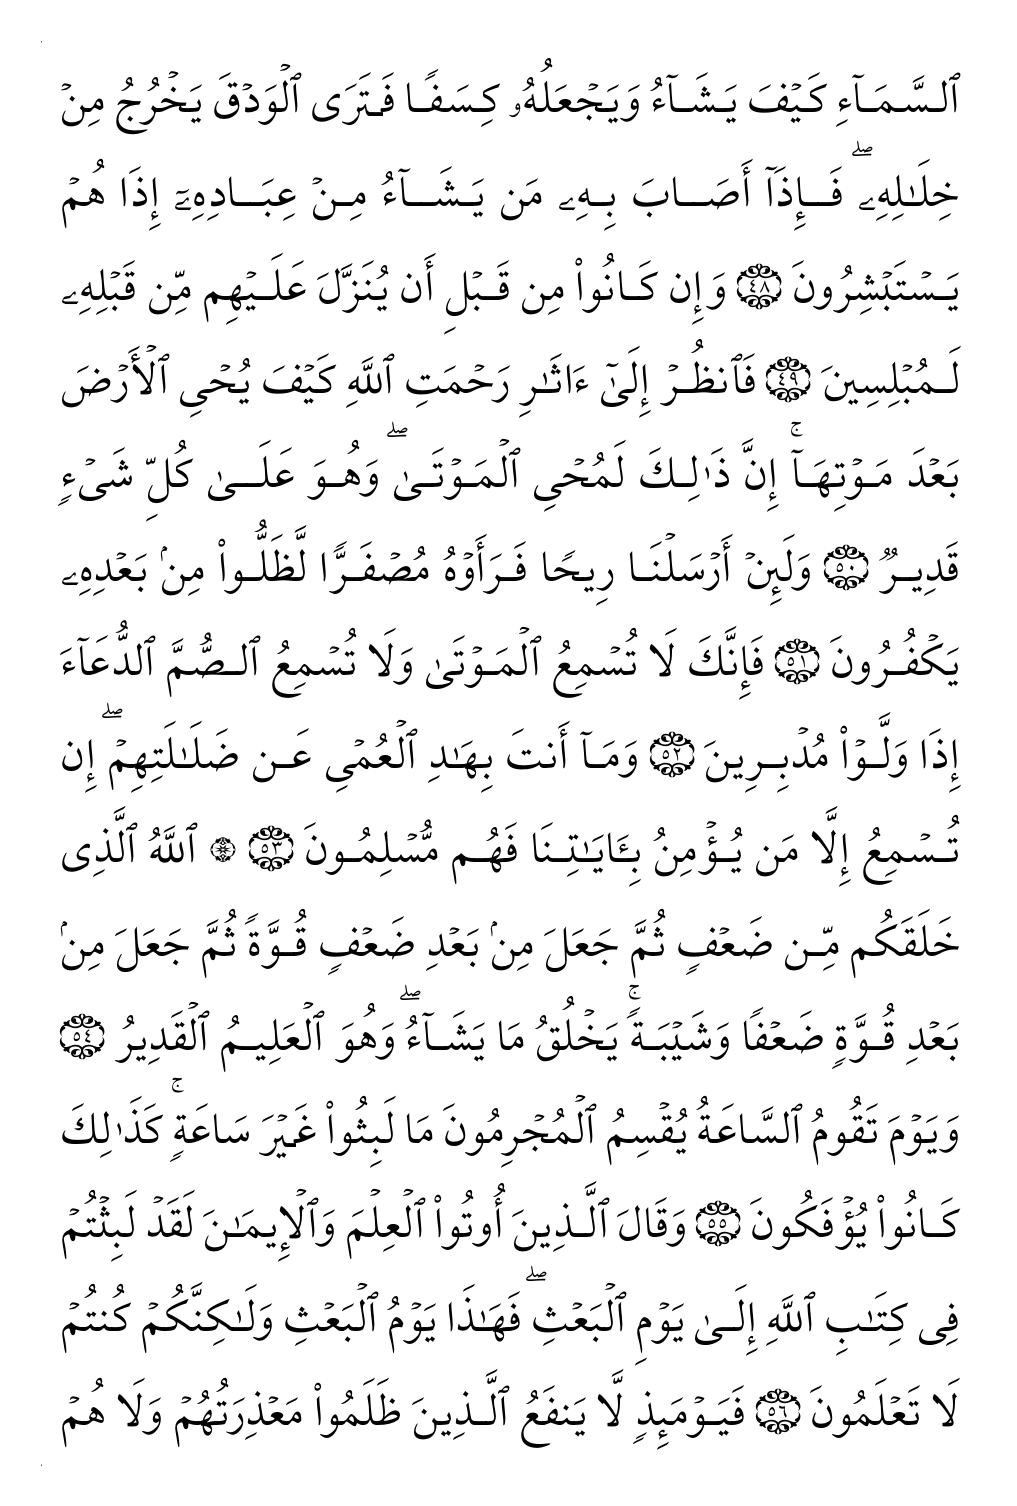 ٱلسَّمَآءِ كَيۡفَ يَشَآءُ وَيَجۡعَلُهُۥ كِسَفٗا فَتَرَى ٱلۡوَدۡقَ يَخۡرُجُ مِنۡ
خِلَٰلِهِۦۖ فَإِذَآ أَصَابَ بِهِۦ مَن يَشَآءُ مِنۡ عِبَادِهِۦٓ إِذَا هُمۡ
يَسۡتَبۡشِرُونَ ٤٨ وَإِن كَانُواْ مِن قَبۡلِ أَن يُنَزَّلَ عَلَيۡهِم مِّن قَبۡلِهِۦ
لَمُبۡلِسِينَ ٤٩ فَٱنظُرۡ إِلَىٰٓ ءَاثَٰرِ رَحۡمَتِ ٱللَّهِ كَيۡفَ يُحۡيِ ٱلۡأَرۡضَ
بَعۡدَ مَوۡتِهَآۚ إِنَّ ذَٰلِكَ لَمُحۡيِ ٱلۡمَوۡتَىٰۖ وَهُوَ عَلَىٰ كُلِّ شَيۡءٖ
قَدِيرٞ ٥٠ وَلَئِنۡ أَرۡسَلۡنَا رِيحٗا فَرَأَوۡهُ مُصۡفَرّٗا لَّظَلُّواْ مِنۢ بَعۡدِهِۦ
يَكۡفُرُونَ ٥١ فَإِنَّكَ لَا تُسۡمِعُ ٱلۡمَوۡتَىٰ وَلَا تُسۡمِعُ ٱلصُّمَّ ٱلدُّعَآءَ
إِذَا وَلَّوۡاْ مُدۡبِرِينَ ٥٢ وَمَآ أَنتَ بِهَٰدِ ٱلۡعُمۡيِ عَن ضَلَٰلَتِهِمۡۖ إِن
تُسۡمِعُ إِلَّا مَن يُؤۡمِنُ بِـَٔايَٰتِنَا فَهُم مُّسۡلِمُونَ ٥٣ ۞ ٱللَّهُ ٱلَّذِي
خَلَقَكُم مِّن ضَعۡفٖ ثُمَّ جَعَلَ مِنۢ بَعۡدِ ضَعۡفٖ قُوَّةٗ ثُمَّ جَعَلَ مِنۢ
بَعۡدِ قُوَّةٖ ضَعۡفٗا وَشَيۡبَةٗۚ يَخۡلُقُ مَا يَشَآءُۖ وَهُوَ ٱلۡعَلِيمُ ٱلۡقَدِيرُ ٥٤
وَيَوۡمَ تَقُومُ ٱلسَّاعَةُ يُقۡسِمُ ٱلۡمُجۡرِمُونَ مَا لَبِثُواْ غَيۡرَ سَاعَةٖۚ كَذَٰلِكَ
كَانُواْ يُؤۡفَكُونَ ٥٥ وَقَالَ ٱلَّذِينَ أُوتُواْ ٱلۡعِلۡمَ وَٱلۡإِيمَٰنَ لَقَدۡ لَبِثۡتُمۡ
فِي كِتَٰبِ ٱللَّهِ إِلَىٰ يَوۡمِ ٱلۡبَعۡثِۖ فَهَٰذَا يَوۡمُ ٱلۡبَعۡثِ وَلَٰكِنَّكُمۡ كُنتُمۡ
لَا تَعۡلَمُونَ ٥٦ فَيَوۡمَئِذٖ لَّا يَنفَعُ ٱلَّذِينَ ظَلَمُواْ مَعۡذِرَتُهُمۡ وَلَا هُمۡ